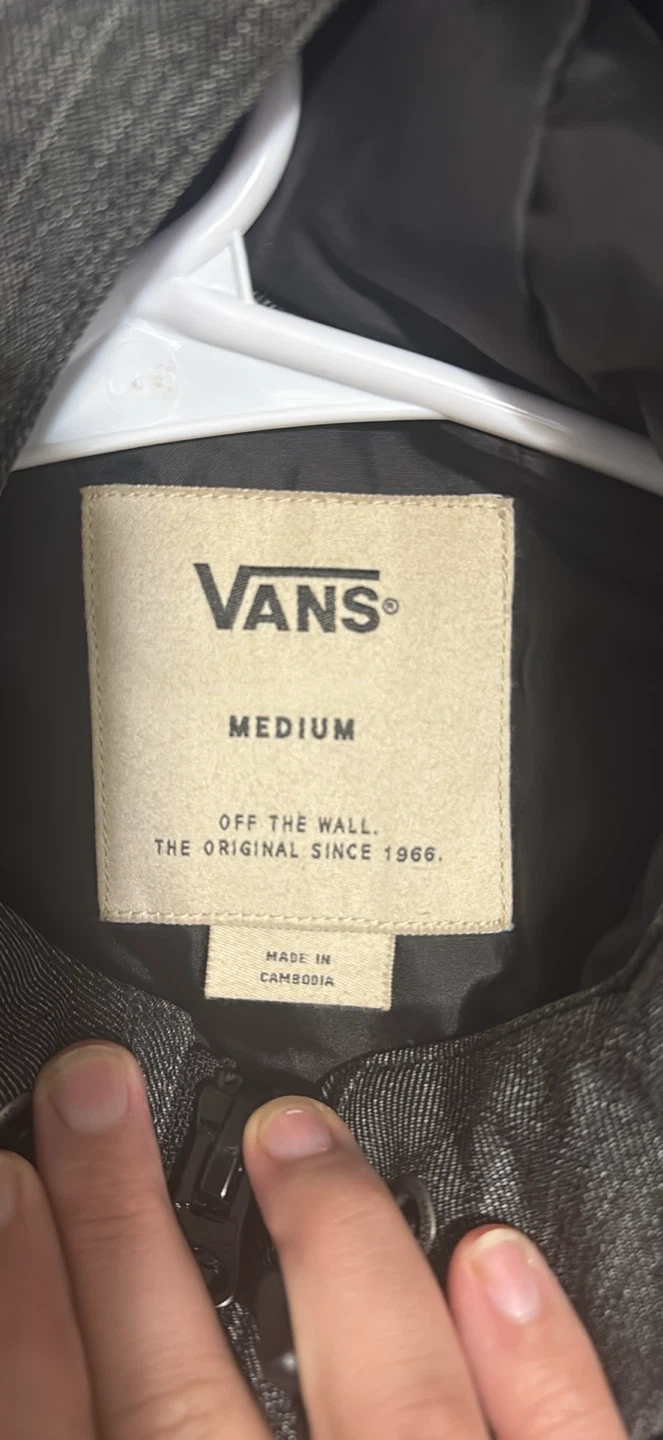 VANS®
MEDIUM
OFF THE WALL.
THE ORIGINAL SINCE 1966.
MADE IN
CAMBODIA